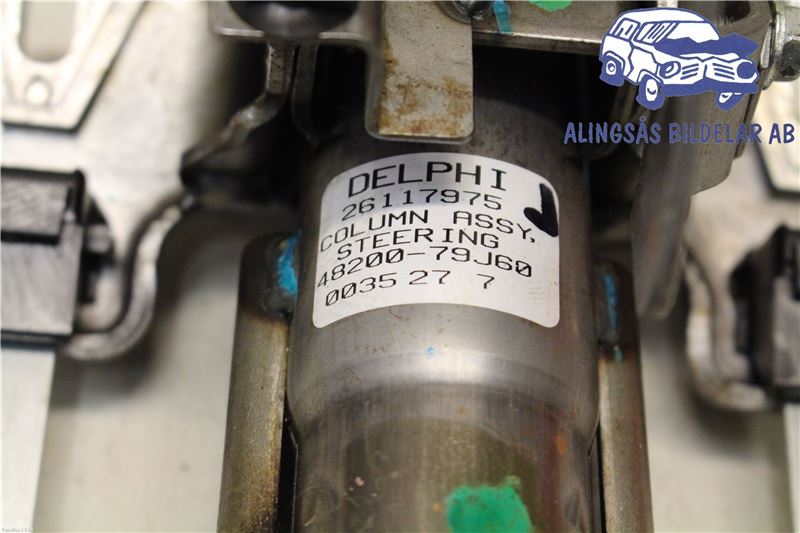 ALINGSÅS BILDELAR AB
DELPHI
26117975
COLUMN ASSY,
STEERING
48200-79J60
0035 27 7